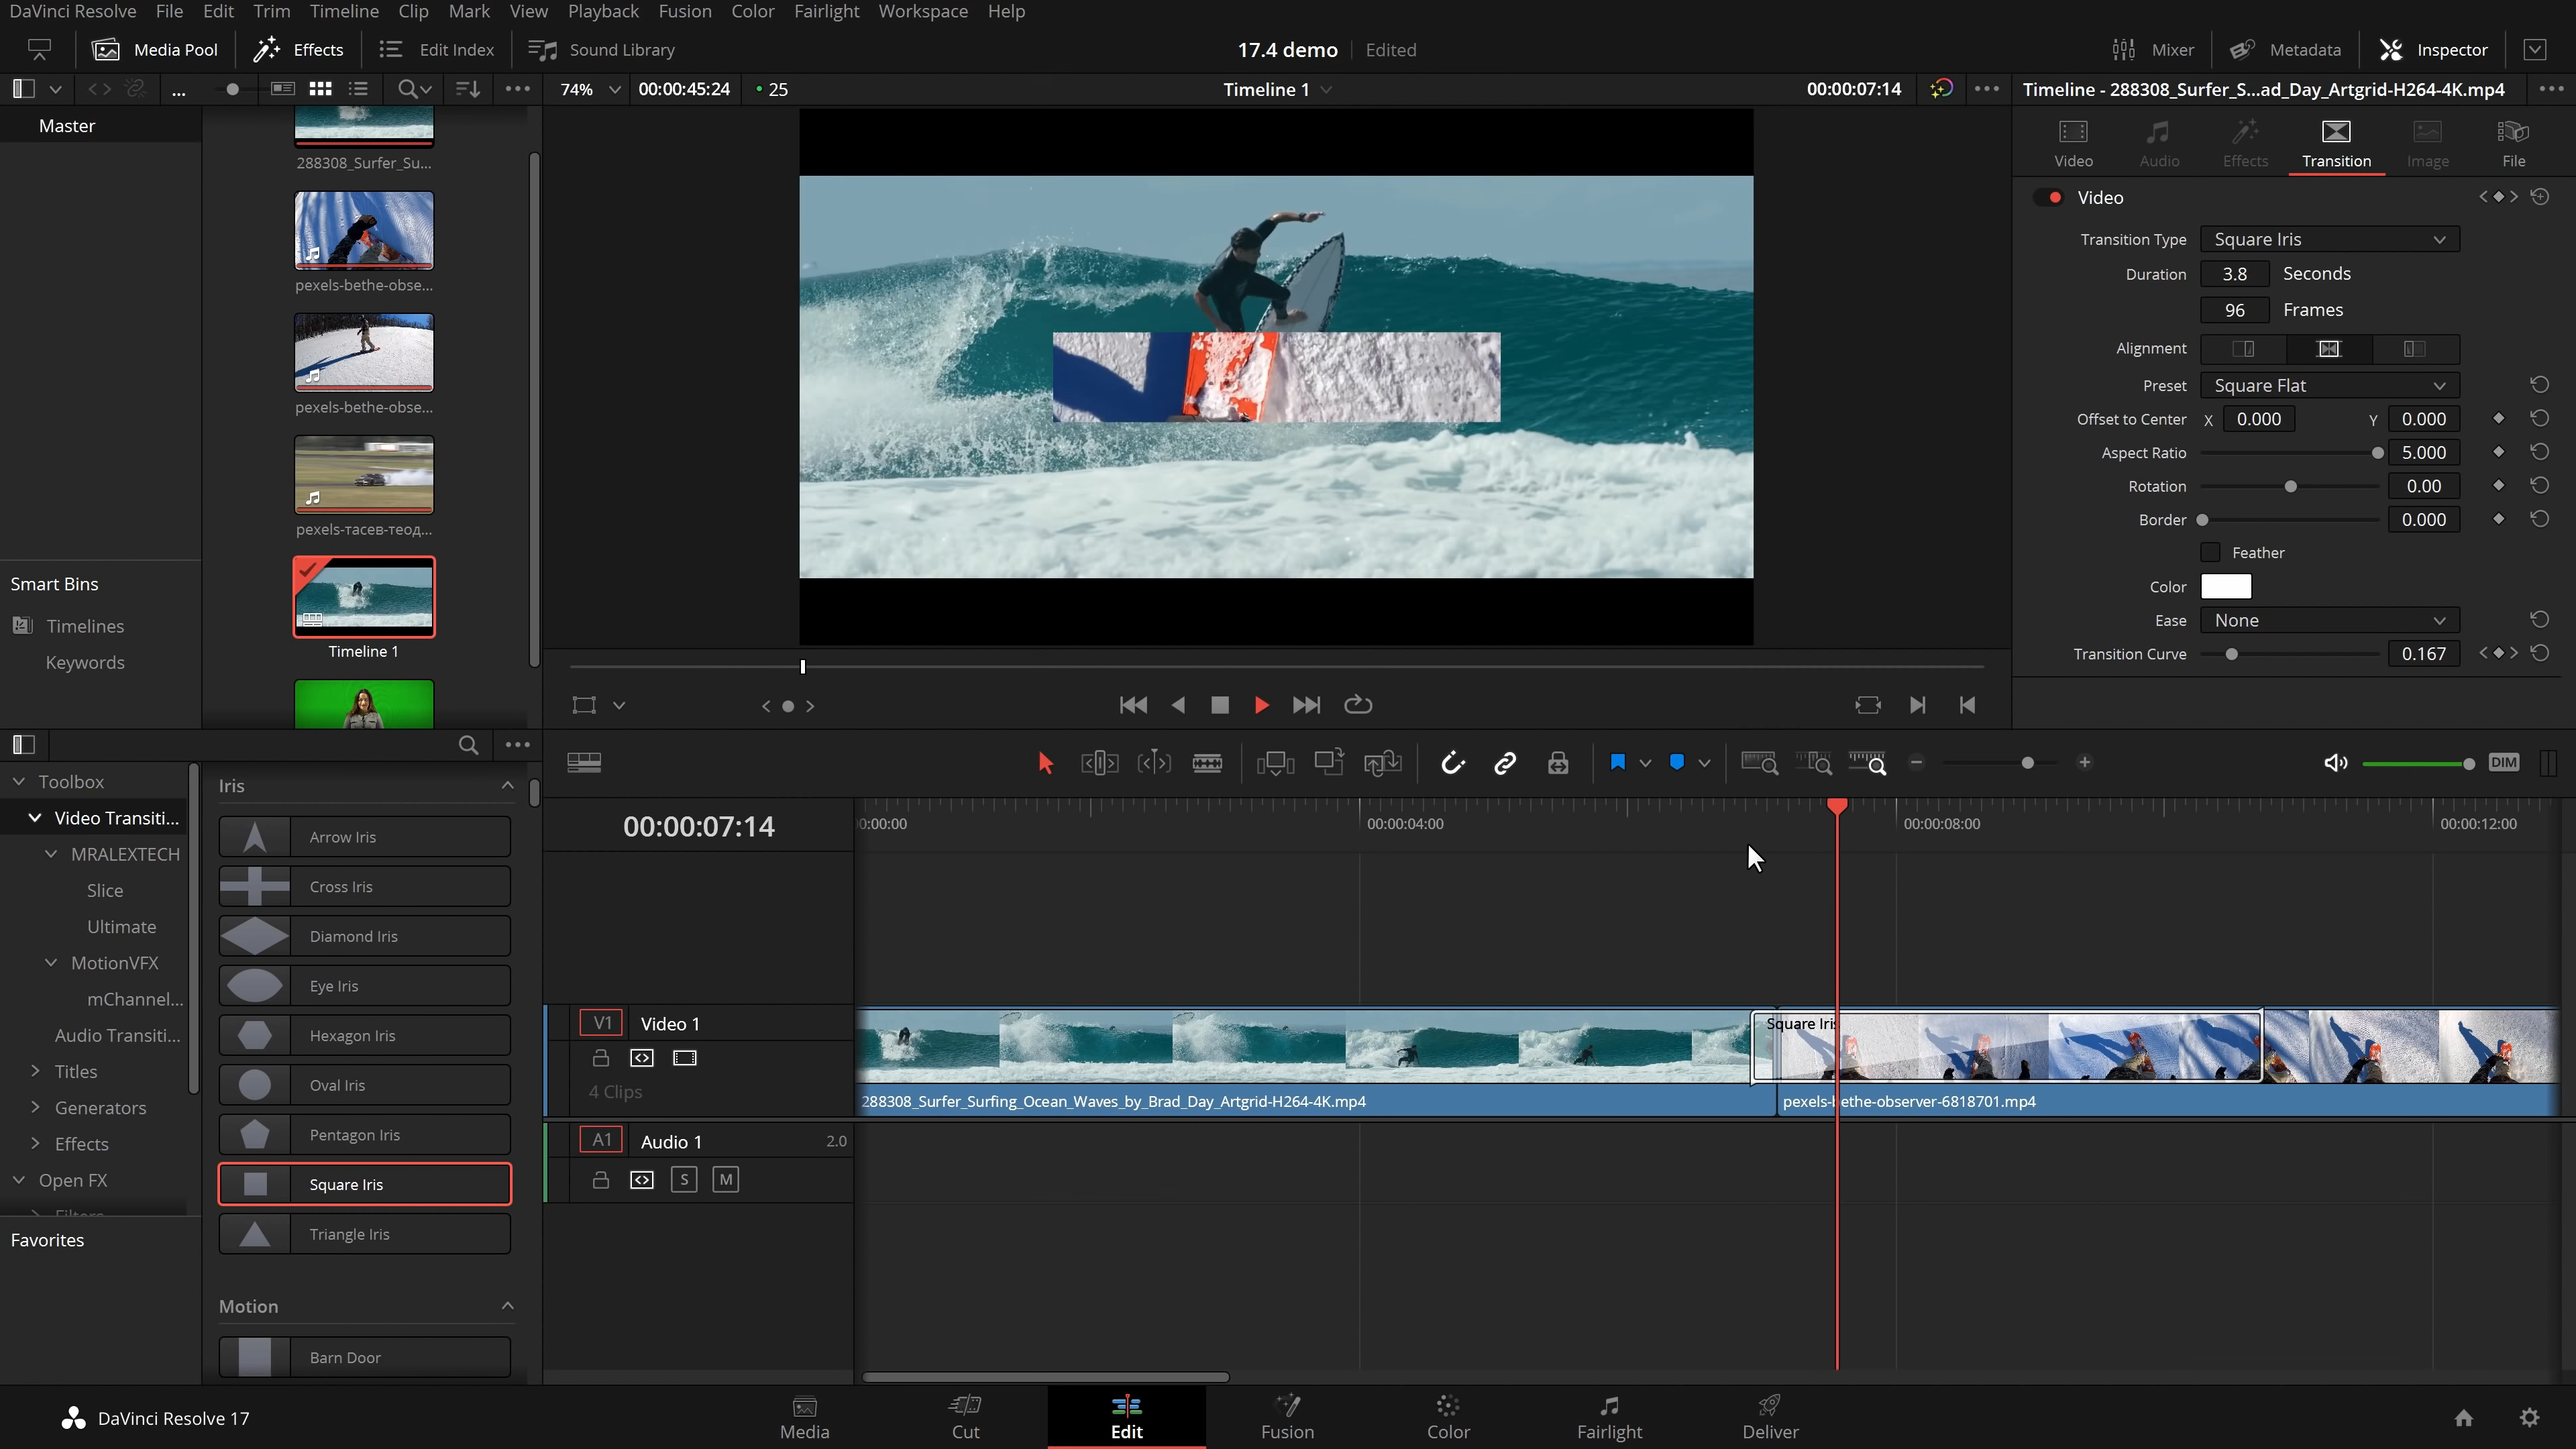 DaVinci Resolve File Edit Trim Timeline Clip Mark View Playback Fusion Color Fairlight Workspace Help
Media Pool Effects Edit Index Sound Library 17.4 demo Edited Mixer Metadata Inspector
... 74% 00:00:45:24 25 Timeline 1 00:00:07:14 Timeline - 288308_Surfer_S...ad_Day_Artgrid-H264-4K.mp4
Master
288308_Surfer_Su...
pexels-bethe-obse...
pexels-bethe-obse...
pexels-тасев-теод...
Timeline 1
Smart Bins
Timelines
Keywords
Video Audio Effects Transition Image File
Video
Transition Type Square Iris
Duration 3.8 Seconds
96 Frames
Alignment
Preset Square Flat
Offset to Center X 0.000 Y 0.000
Aspect Ratio 5.000
Rotation 0.00
Border 0.000
Feather
Color
Ease None
Transition Curve 0.167
DIM
Toolbox
Video Transiti...
MRALEXTECH
Slice
Ultimate
MotionVFX
mChannel...
Audio Transiti...
Titles
Generators
Effects
Open FX
Filters
Favorites
Iris
Arrow Iris
Cross Iris
Diamond Iris
Eye Iris
Hexagon Iris
Oval Iris
Pentagon Iris
Square Iris
Triangle Iris
Motion
Barn Door
00:00:07:14
0:00:00 00:00:04:00 00:00:08:00 00:00:12:00
V1 Video 1
4 Clips
Square Iris
288308_Surfer_Surfing_Ocean_Waves_by_Brad_Day_Artgrid-H264-4K.mp4 pexels-bethe-observer-6818701.mp4
A1 Audio 1 2.0
S M
DaVinci Resolve 17 Media Cut Edit Fusion Color Fairlight Deliver